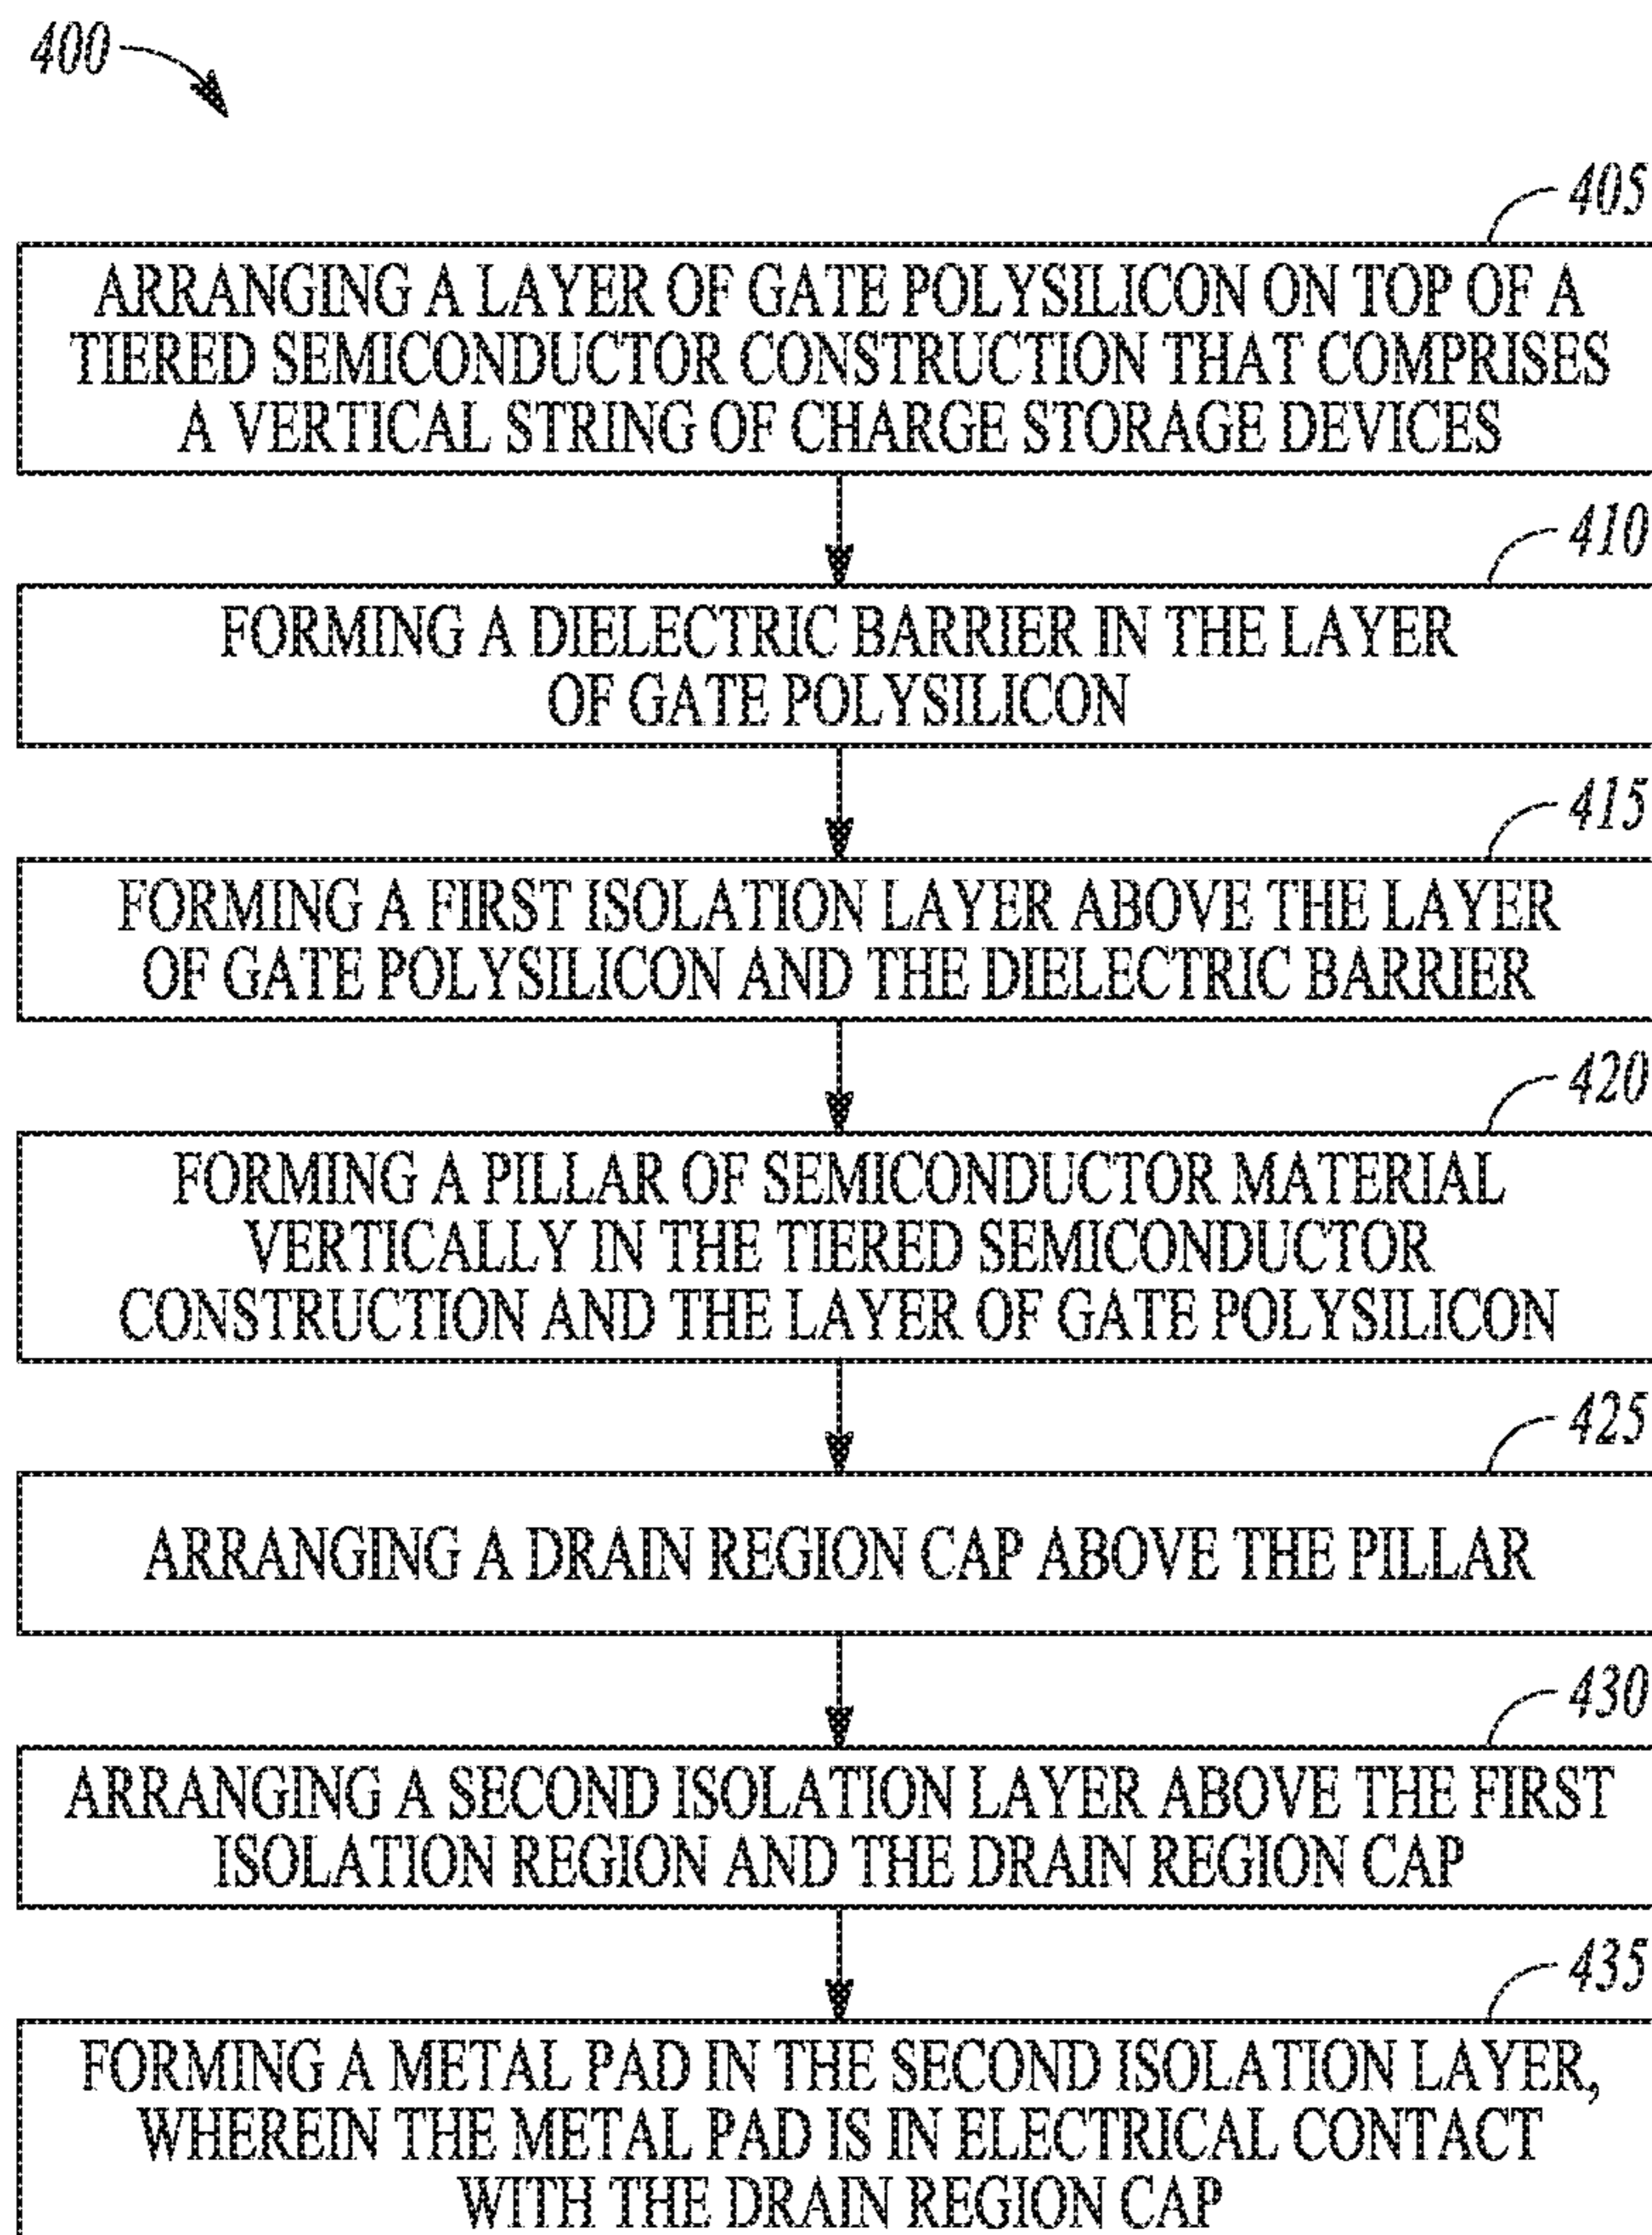 400
405
ARRANGING A LAYER OF GATE POLYSILICON ON TOP OF A
TIERED SEMICONDUCTOR CONSTRUCTION THAT COMPRISES
A VERTICAL STRING OF CHARGE STORAGE DEVICES
410
FORMING A DIELECTRIC BARRIER IN THE LAYER
OF GATE POLYSILICON
415
FORMING A FIRST ISOLATION LAYER ABOVE THE LAYER
OF GATE POLYSILICON AND THE DIELECTRIC BARRIER
420
FORMING A PILLAR OF SEMICONDUCTOR MATERIAL
VERTICALLY IN THE TIERED SEMICONDUCTOR
CONSTRUCTION AND THE LAYER OF GATE POLYSILICON
425
ARRANGING A DRAIN REGION CAP ABOVE THE PILLAR
430
ARRANGING A SECOND ISOLATION LAYER ABOVE THE FIRST
ISOLATION REGION AND THE DRAIN REGION CAP
435
FORMING A METAL PAD IN THE SECOND ISOLATION LAYER,
WHEREIN THE METAL PAD IS IN ELECTRICAL CONTACT
WITH THE DRAIN REGION CAP